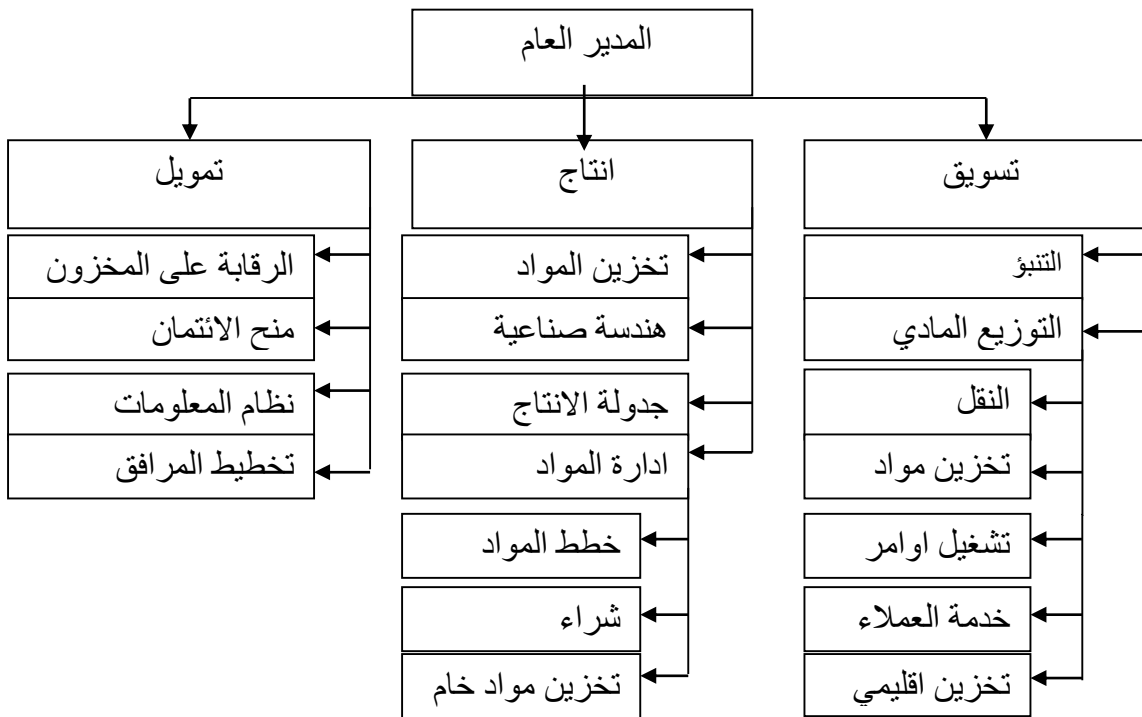 المدير العام
تسويق
انتاج
تمويل
التنبؤ
التوزيع المادي
النقل
تخزين مواد
تشغيل اوامر
خدمة العملاء
تخزين اقليمي
تخزين المواد
هندسة صناعية
جدولة الانتاج
ادارة المواد
خطط المواد
شراء
تخزين مواد خام
الرقابة على المخزون
منح الائتمان
نظام المعلومات
تخطيط المرافق